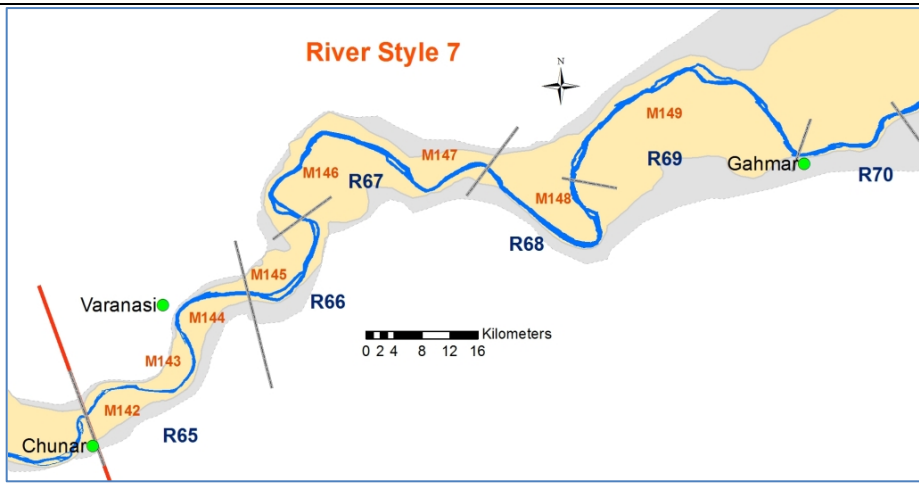 River Style 7
N
M149
M147
M146
R67
R69
Gahmar
R70
M148
R68
M145
R66
Varanasi
M144
Kilometers
0 2 4 8 12 16
M143
M142
R65
Chunar